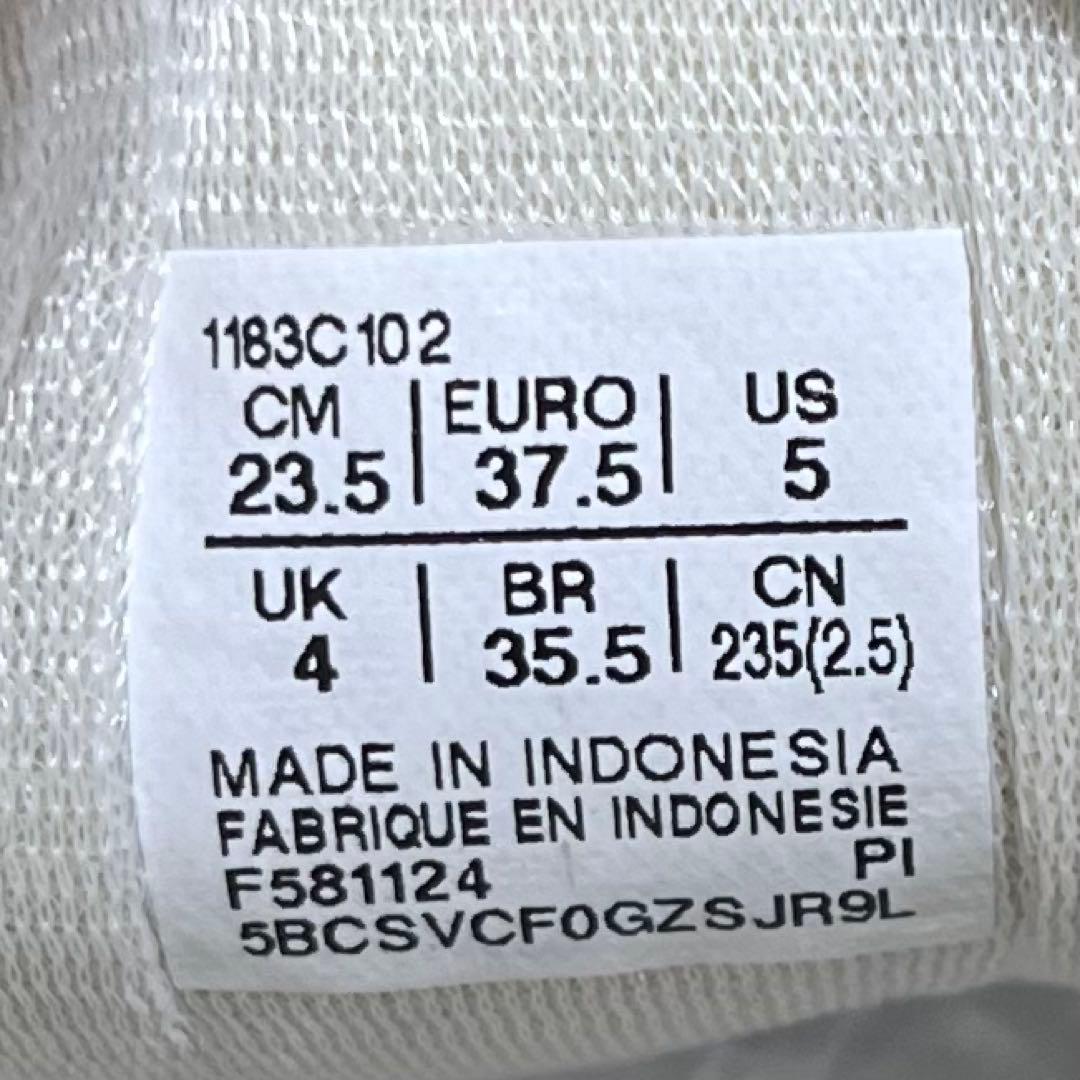 1183C102
CM | EURO | US
23.5 | 37.5 | 5
UK | BR | CN
4 | 35.5 | 235(2.5)
MADE IN INDONESIA
FABRIQUE EN INDONESIE
F581124 PI
5BCSVCF0GZSJR9L